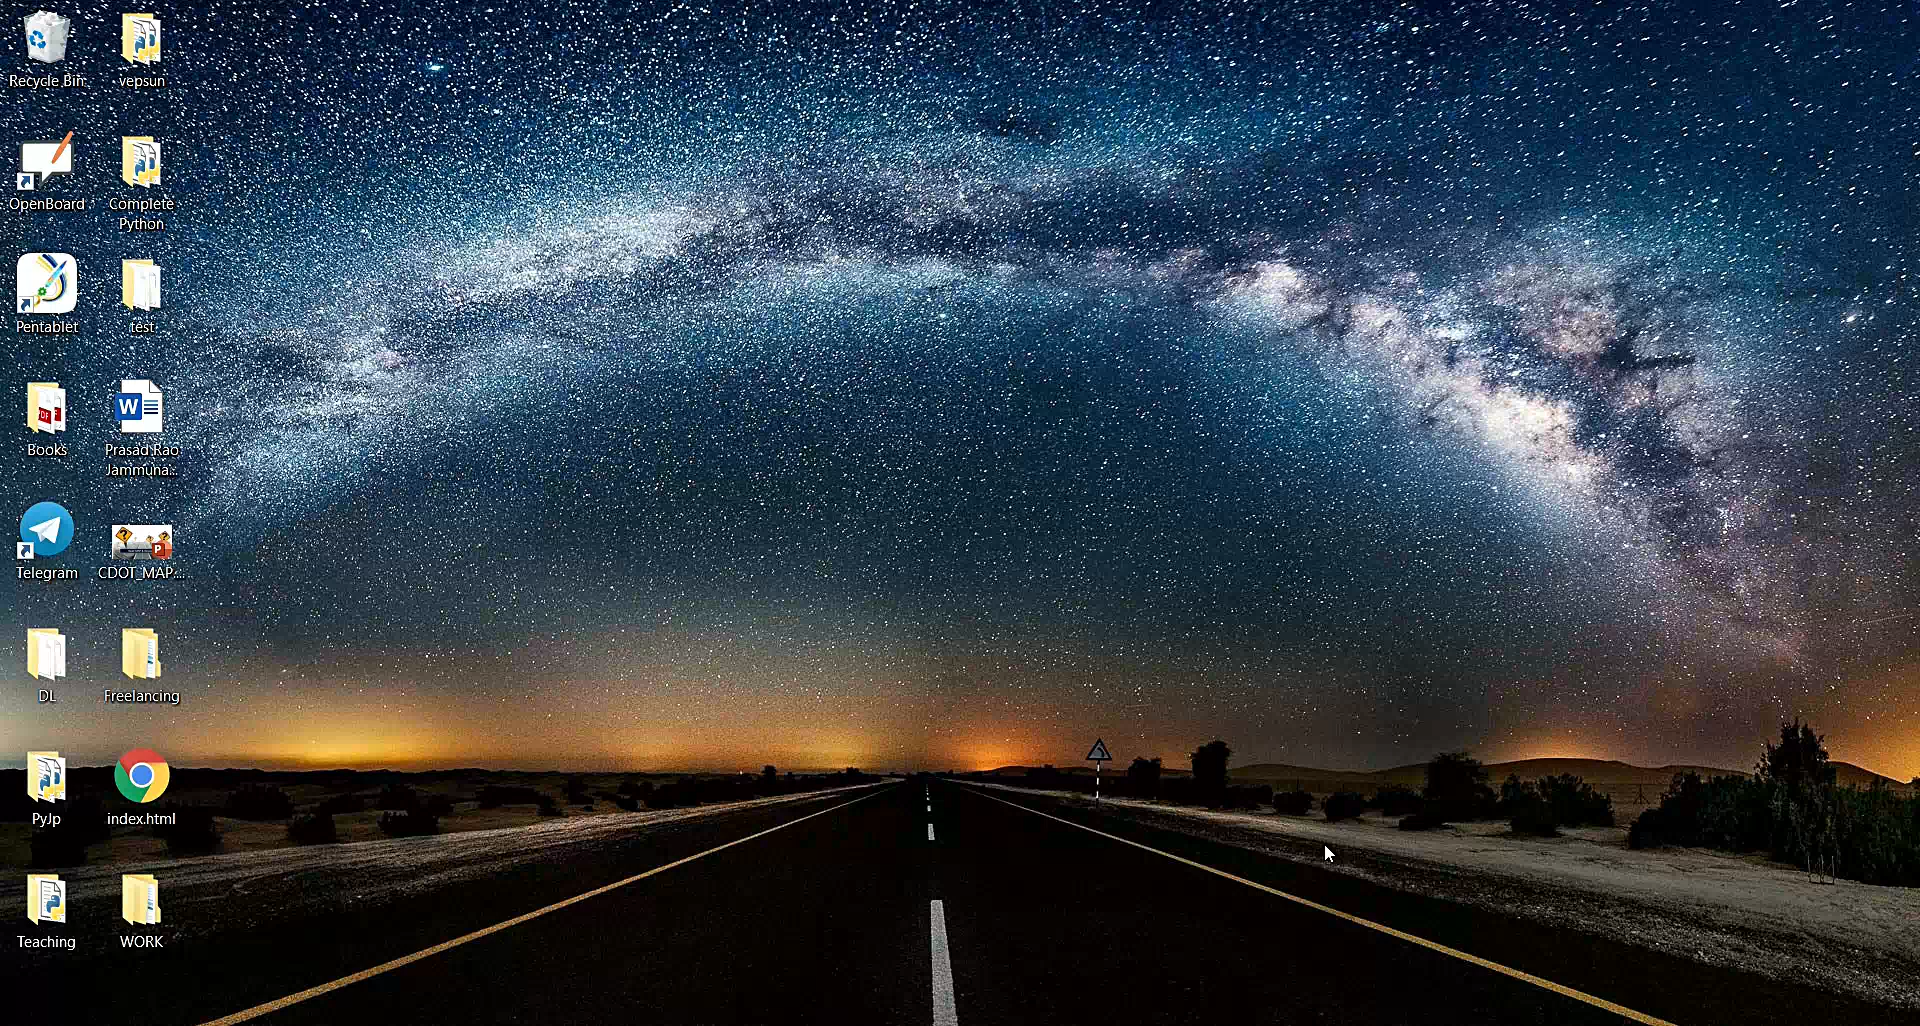 Recycle Bin
vepsun
OpenBoard
Complete
Python
Pentablet
test
Books
Prasad Rao
Jammuna...
Telegram
CDOT_MAP....
DL
Freelancing
PyJp
index.html
Teaching
WORK